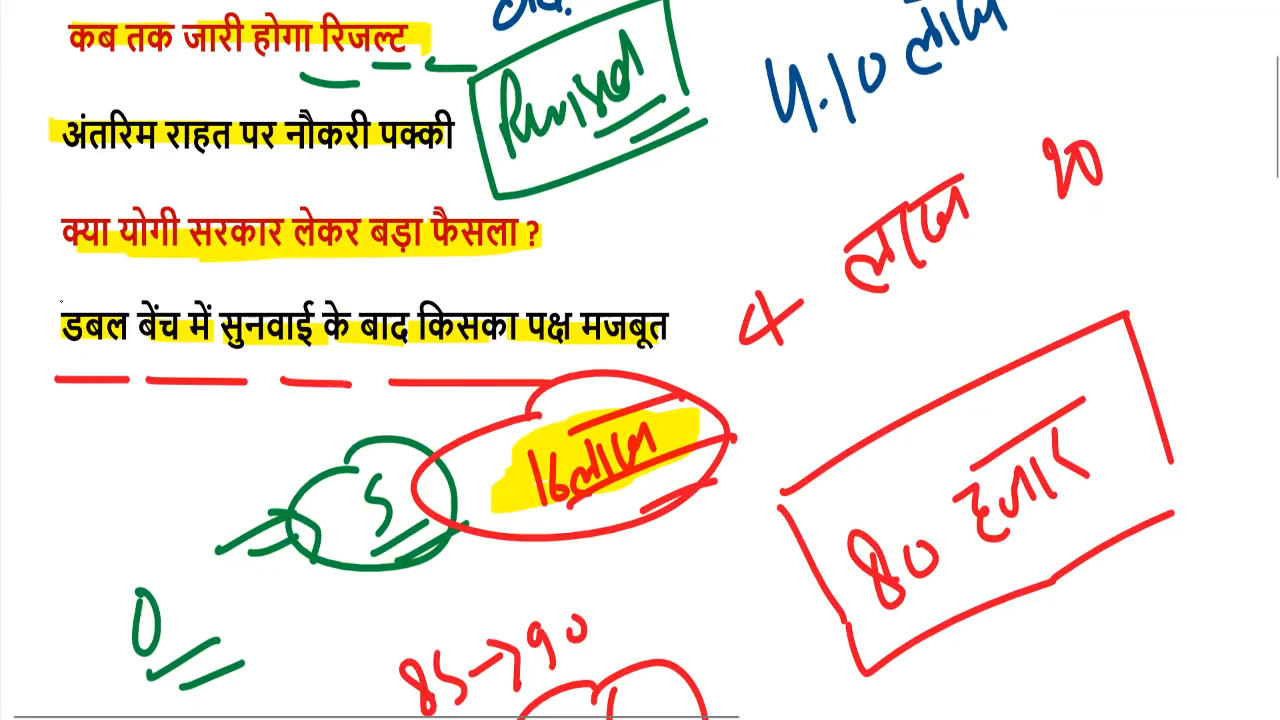 कब तक जारी होगा रिजल्ट
Revised
4.10 लाख
अंतरिम राहत पर नौकरी पक्की
क्या योगी सरकार लेकर बड़ा फैसला ?
4 लाख 10
डबल बेंच में सुनवाई के बाद किसका पक्ष मजबूत
5
16 लाख
80 हजार
0
85 → 90